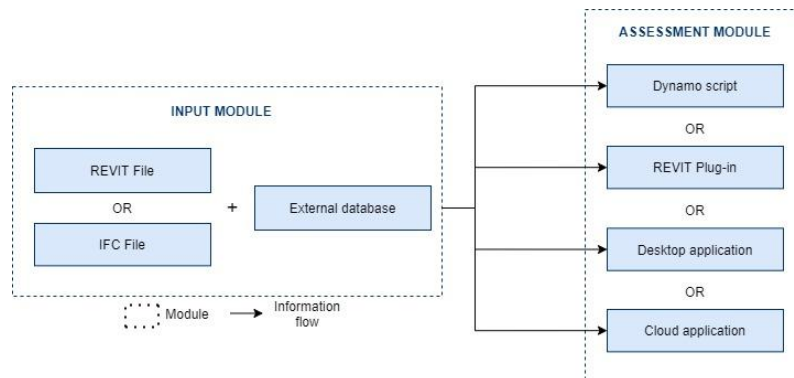 ASSESSMENT MODULE
Dynamo script
OR
REVIT Plug-in
OR
Desktop application
OR
Cloud application
INPUT MODULE
REVIT File
OR
+
External database
IFC File
Module
Information
flow